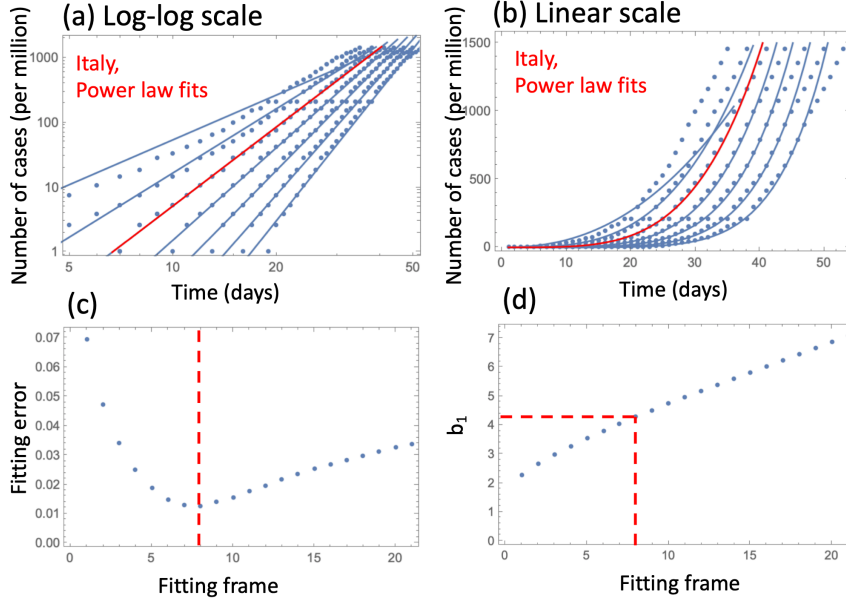 (a) Log-log scale
Number of cases (per million)
1000
100
10
1
Italy,
Power law fits
5
10
20
50
Time (days)
(b) Linear scale
Number of cases (per million)
1500
1000
500
0
Italy,
Power law fits
0
10
20
30
40
50
Time (days)
(c)
Fitting error
0.07
0.06
0.05
0.04
0.03
0.02
0.01
0.00
0
5
10
15
20
Fitting frame
(d)
b1
7
6
5
4
3
2
1
0
0
5
10
15
20
Fitting frame